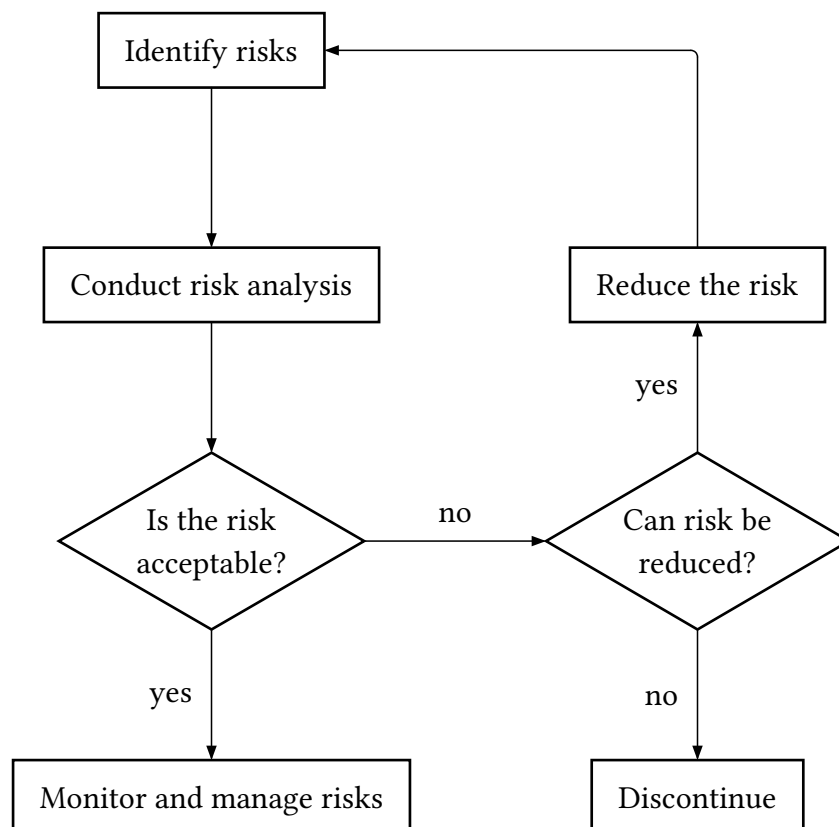 Identify risks
Conduct risk analysis
Reduce the risk
yes
Is the risk
acceptable?
no
Can risk be
reduced?
yes
no
Monitor and manage risks
Discontinue